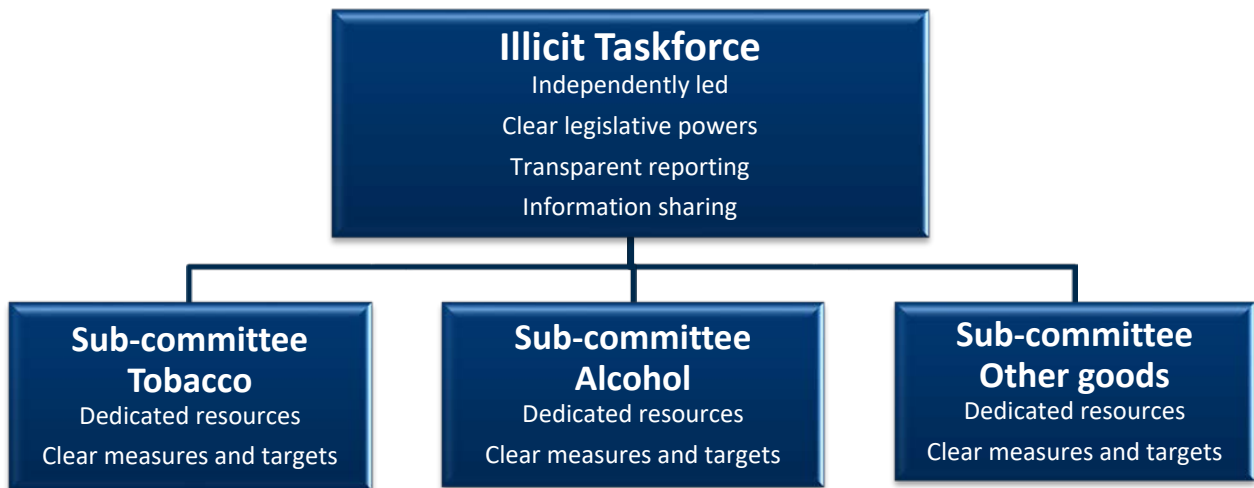 Illicit Taskforce
Independently led
Clear legislative powers
Transparent reporting
Information sharing
Sub-committee
Tobacco
Dedicated resources
Clear measures and targets
Sub-committee
Alcohol
Dedicated resources
Clear measures and targets
Sub-committee
Other goods
Dedicated resources
Clear measures and targets